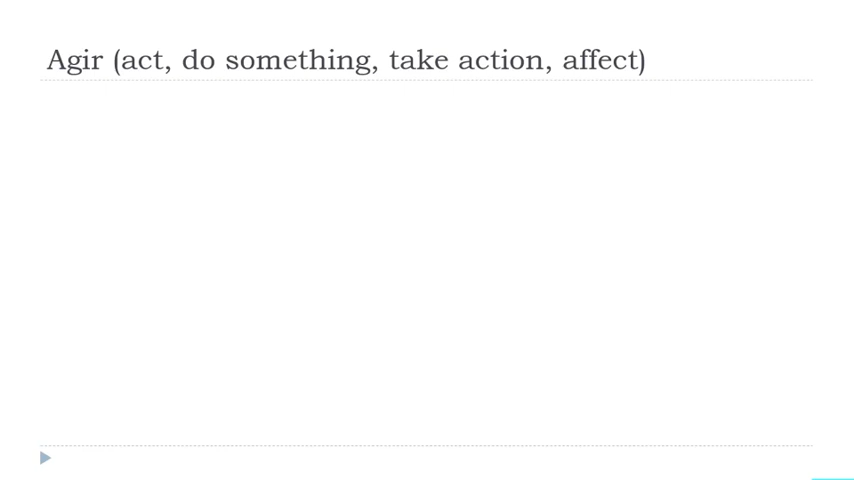 Agir (act, do something, take action, affect)